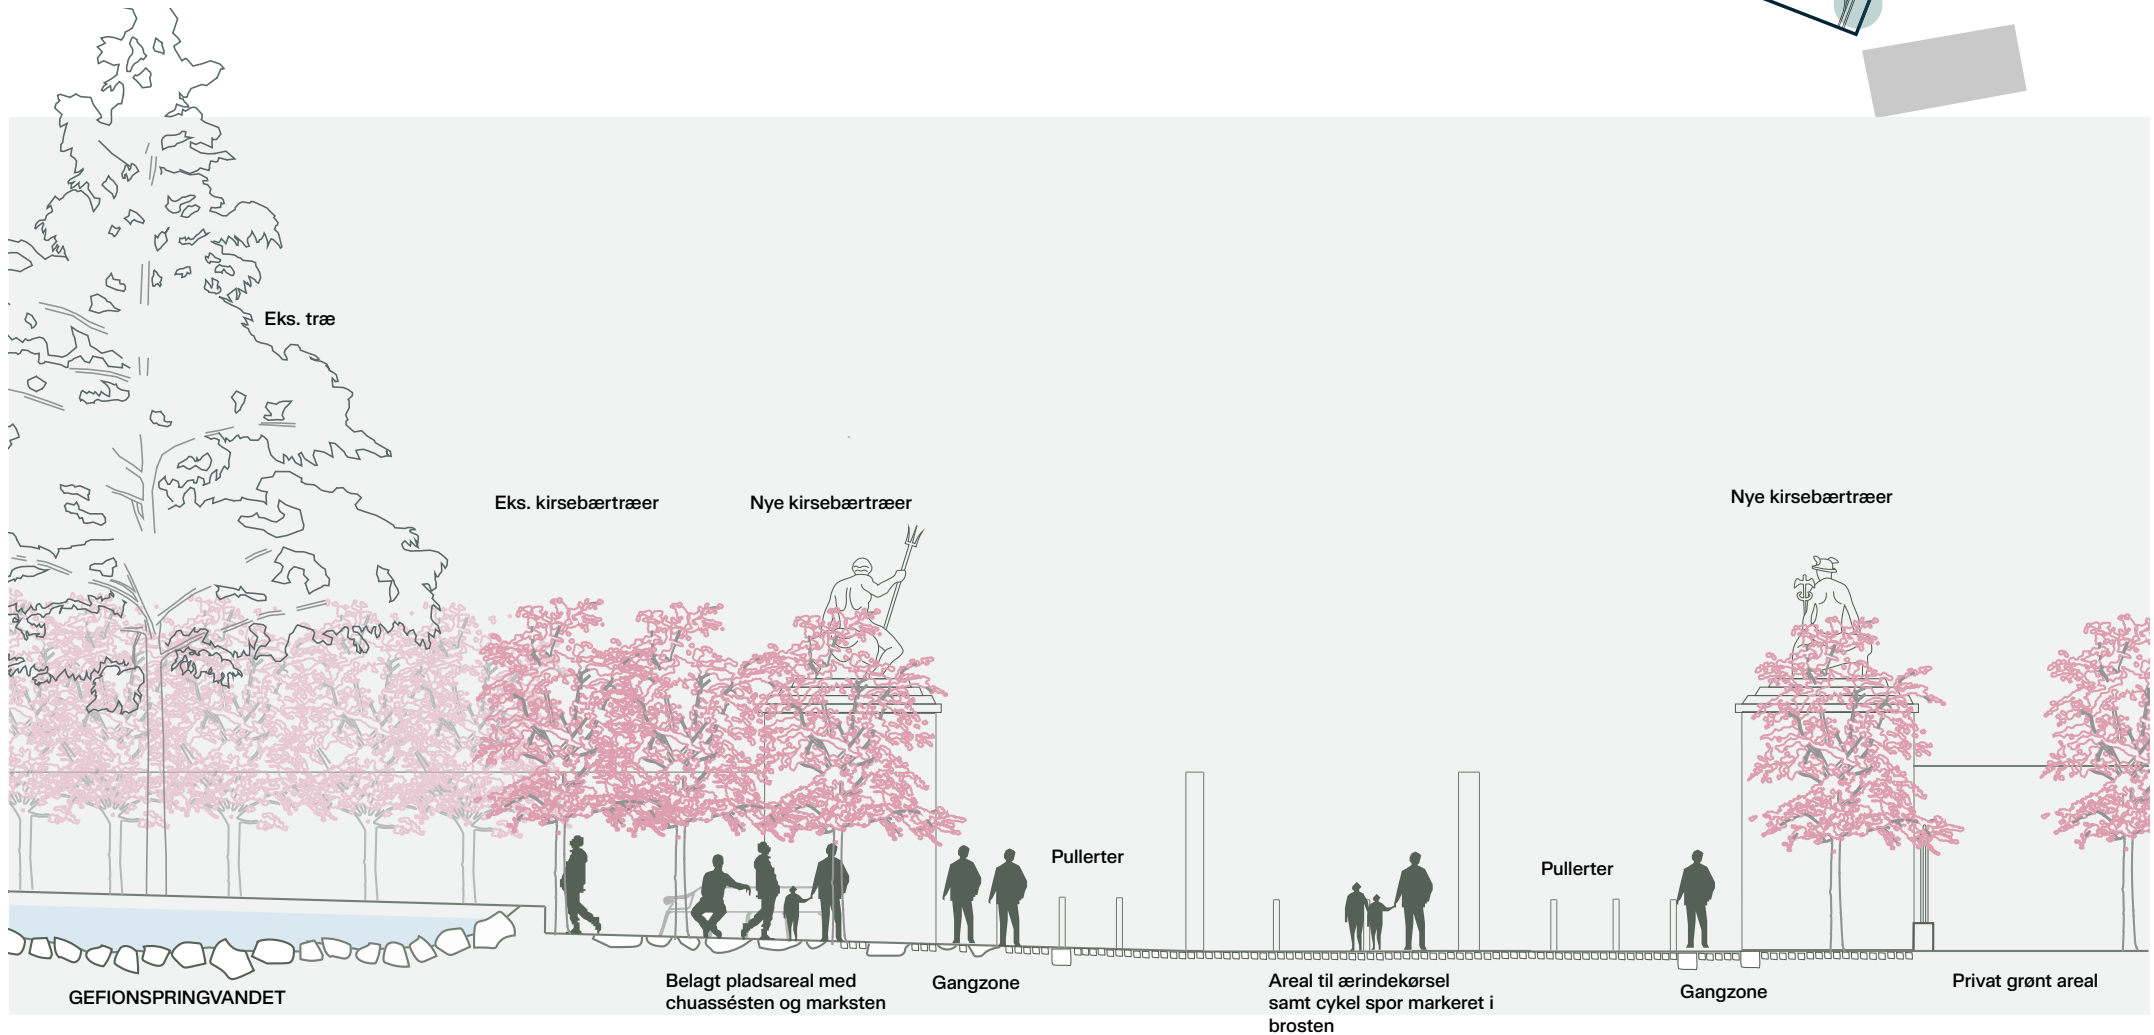 Eks. træ
Eks. kirsebærtræer
Nye kirsebærtræer
Nye kirsebærtræer
Pullerter
Pullerter
GEFIONSPRINGVANDET
Belagt pladsareal med
chuassésten og marksten
Gangzone
Areal til ærindekørsel
samt cykel spor markeret i
brosten
Gangzone
Privat grønt areal